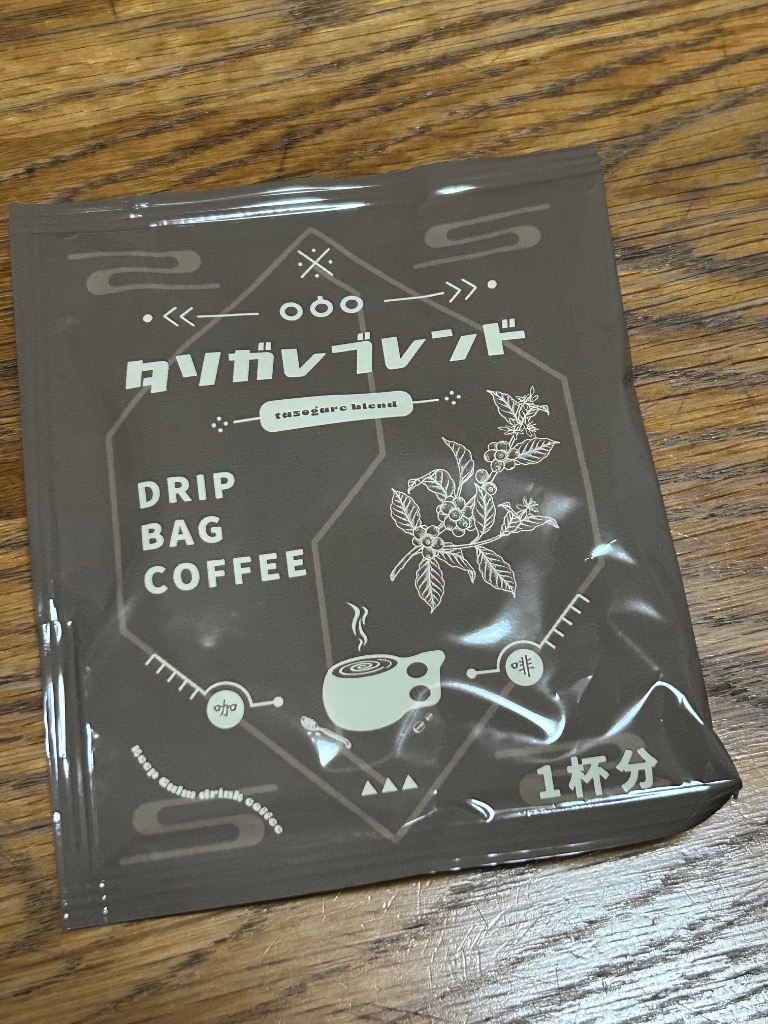 タソガレブレンド
tasogare blend
DRIP
BAG
COFFEE
咖
啡
Keep Calm drink coffee
1杯分